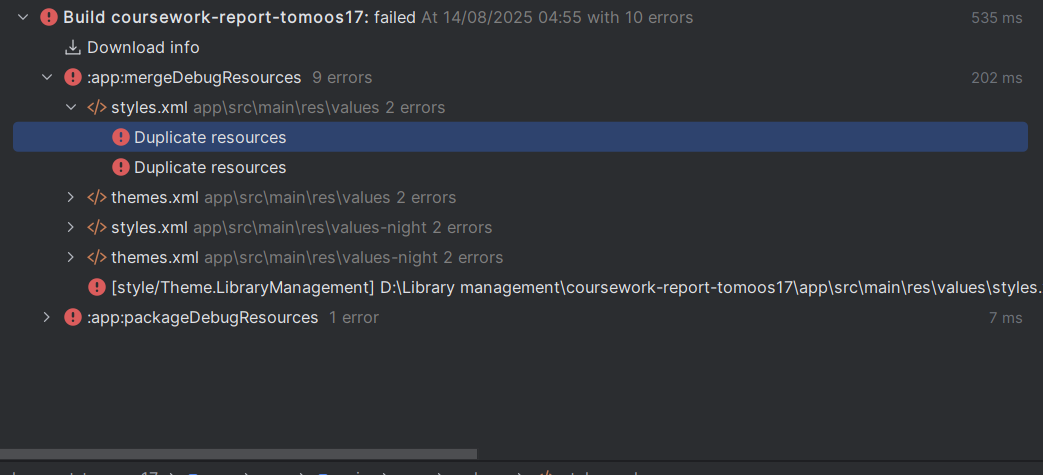 Build coursework-report-tomoos17: failed At 14/08/2025 04:55 with 10 errors 535 ms
Download info
:app:mergeDebugResources 9 errors 202 ms
styles.xml app\src\main\res\values 2 errors
Duplicate resources
Duplicate resources
themes.xml app\src\main\res\values 2 errors
styles.xml app\src\main\res\values-night 2 errors
themes.xml app\src\main\res\values-night 2 errors
[style/Theme.LibraryManagement] D:\Library management\coursework-report-tomoos17\app\src\main\res\values\styles.
:app:packageDebugResources 1 error 7 ms